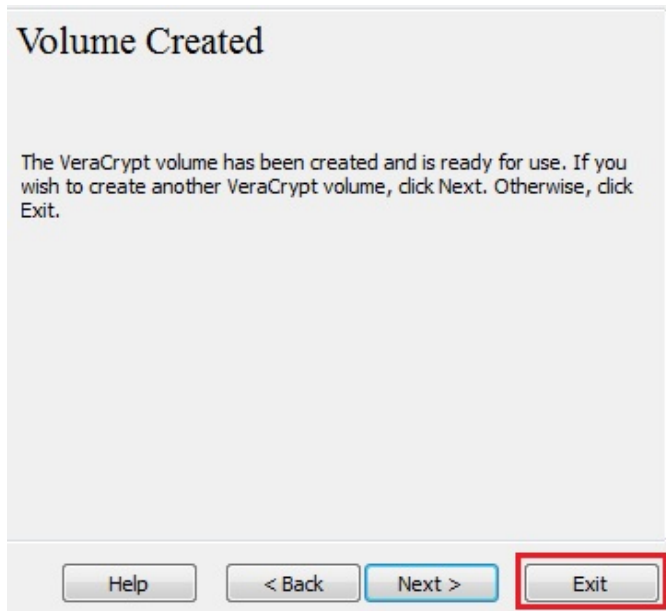 Volume Created
The VeraCrypt volume has been created and is ready for use. If you
wish to create another VeraCrypt volume, click Next. Otherwise, click
Exit.
Help
< Back
Next >
Exit